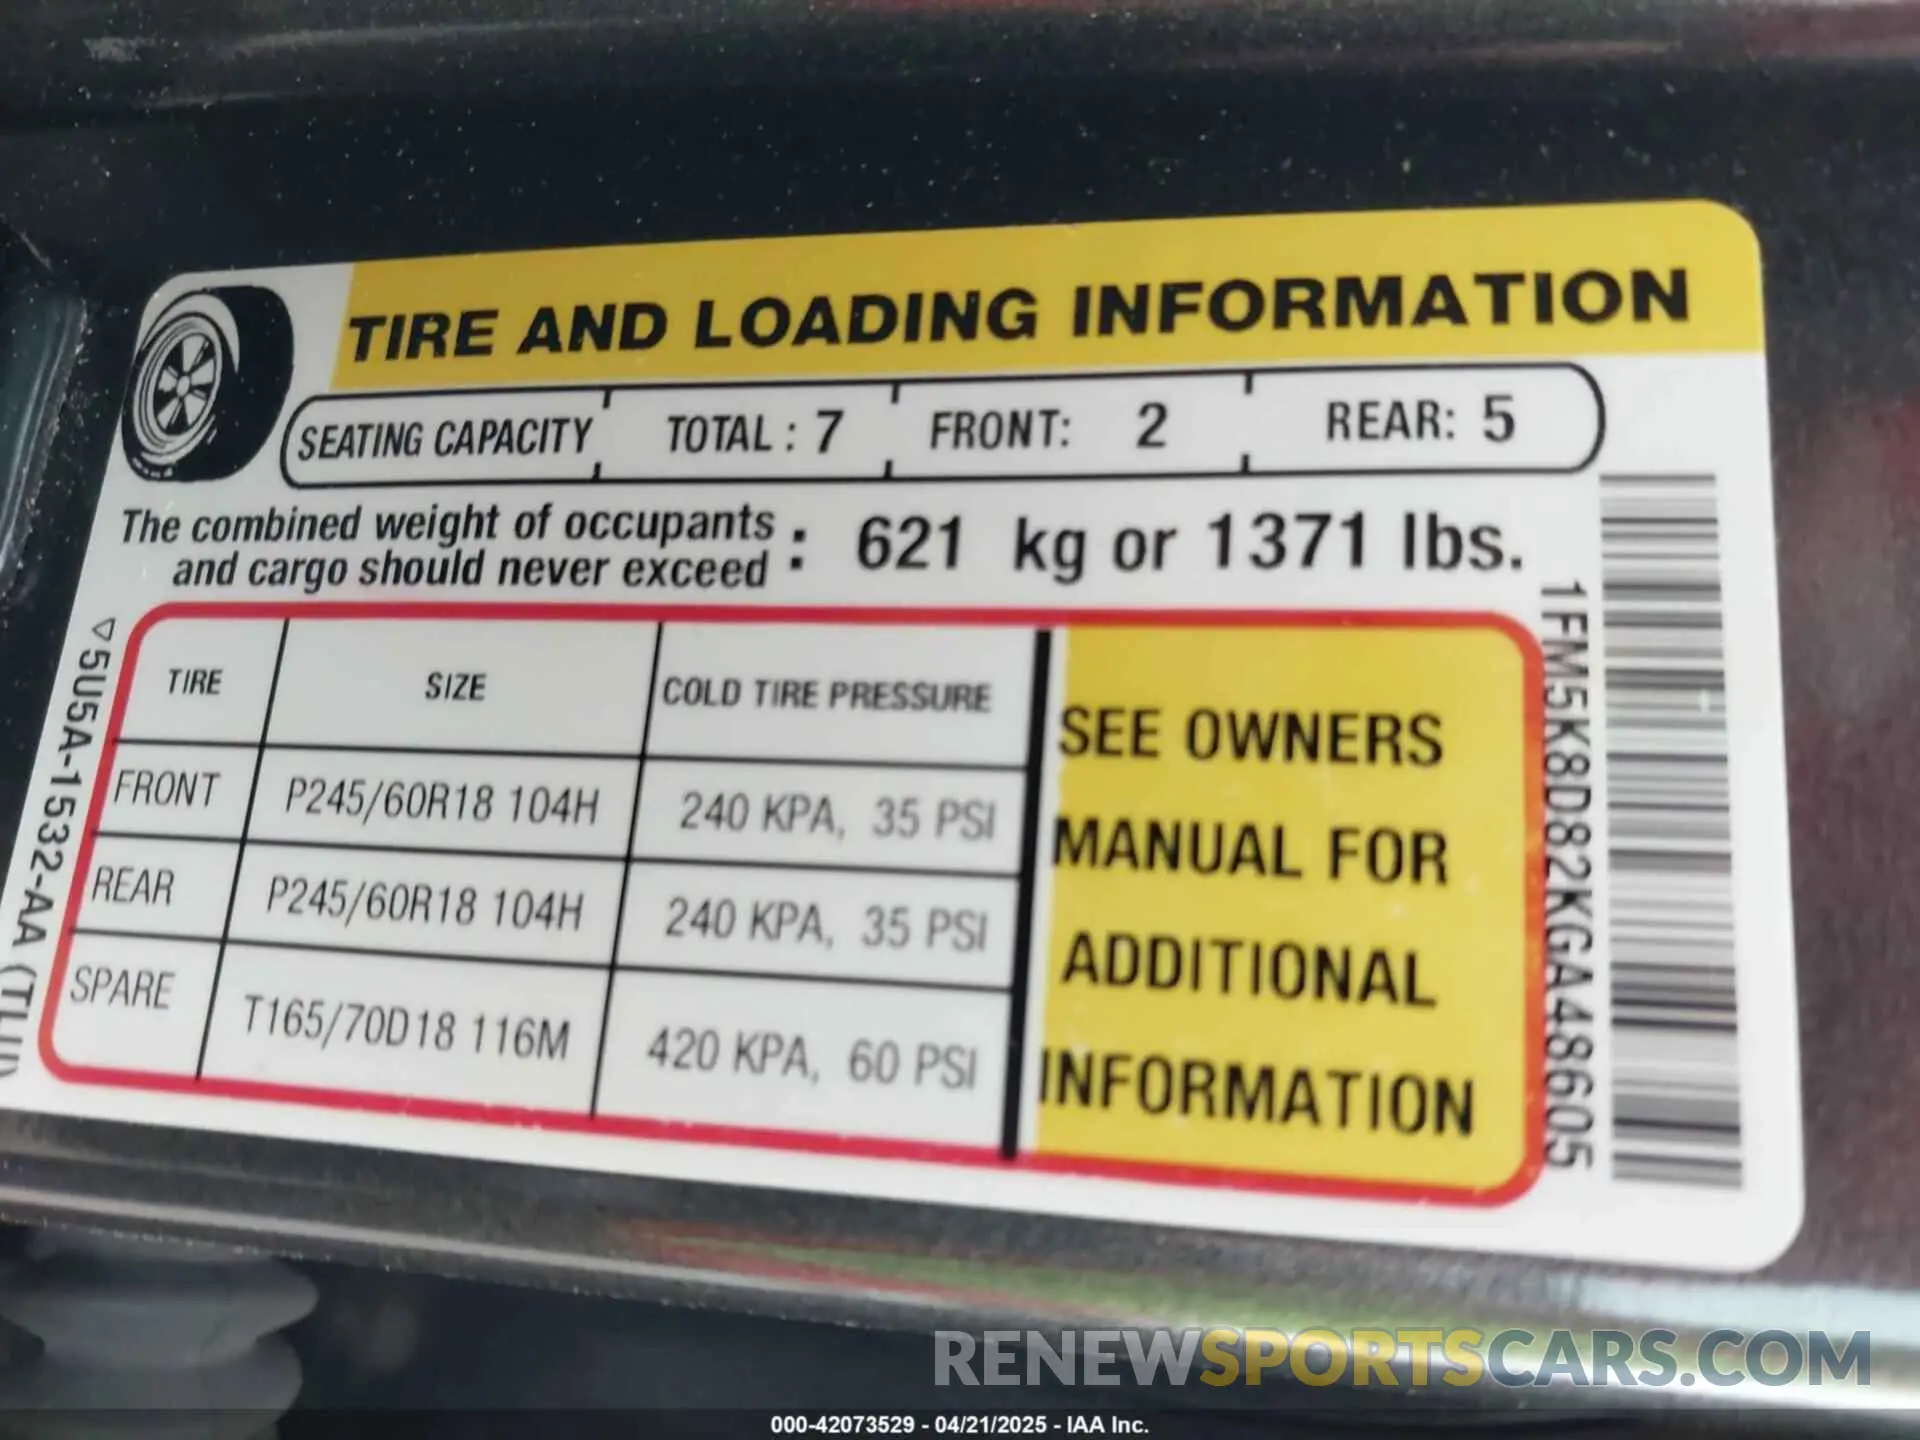 TIRE AND LOADING INFORMATION
SEATING CAPACITY TOTAL : 7 FRONT: 2 REAR: 5
The combined weight of occupants
and cargo should never exceed : 621 kg or 1371 lbs.
TIRE SIZE COLD TIRE PRESSURE
FRONT P245/60R18 104H 240 KPA, 35 PSI
REAR P245/60R18 104H 240 KPA, 35 PSI
SPARE T165/70D18 116M 420 KPA, 60 PSI
SEE OWNERS
MANUAL FOR
ADDITIONAL
INFORMATION
1FM5K8D82KGA48605
5U5A-1532-AA
RENEWSPORTSCARS.COM
000-42073529 - 04/21/2025 - IAA Inc.